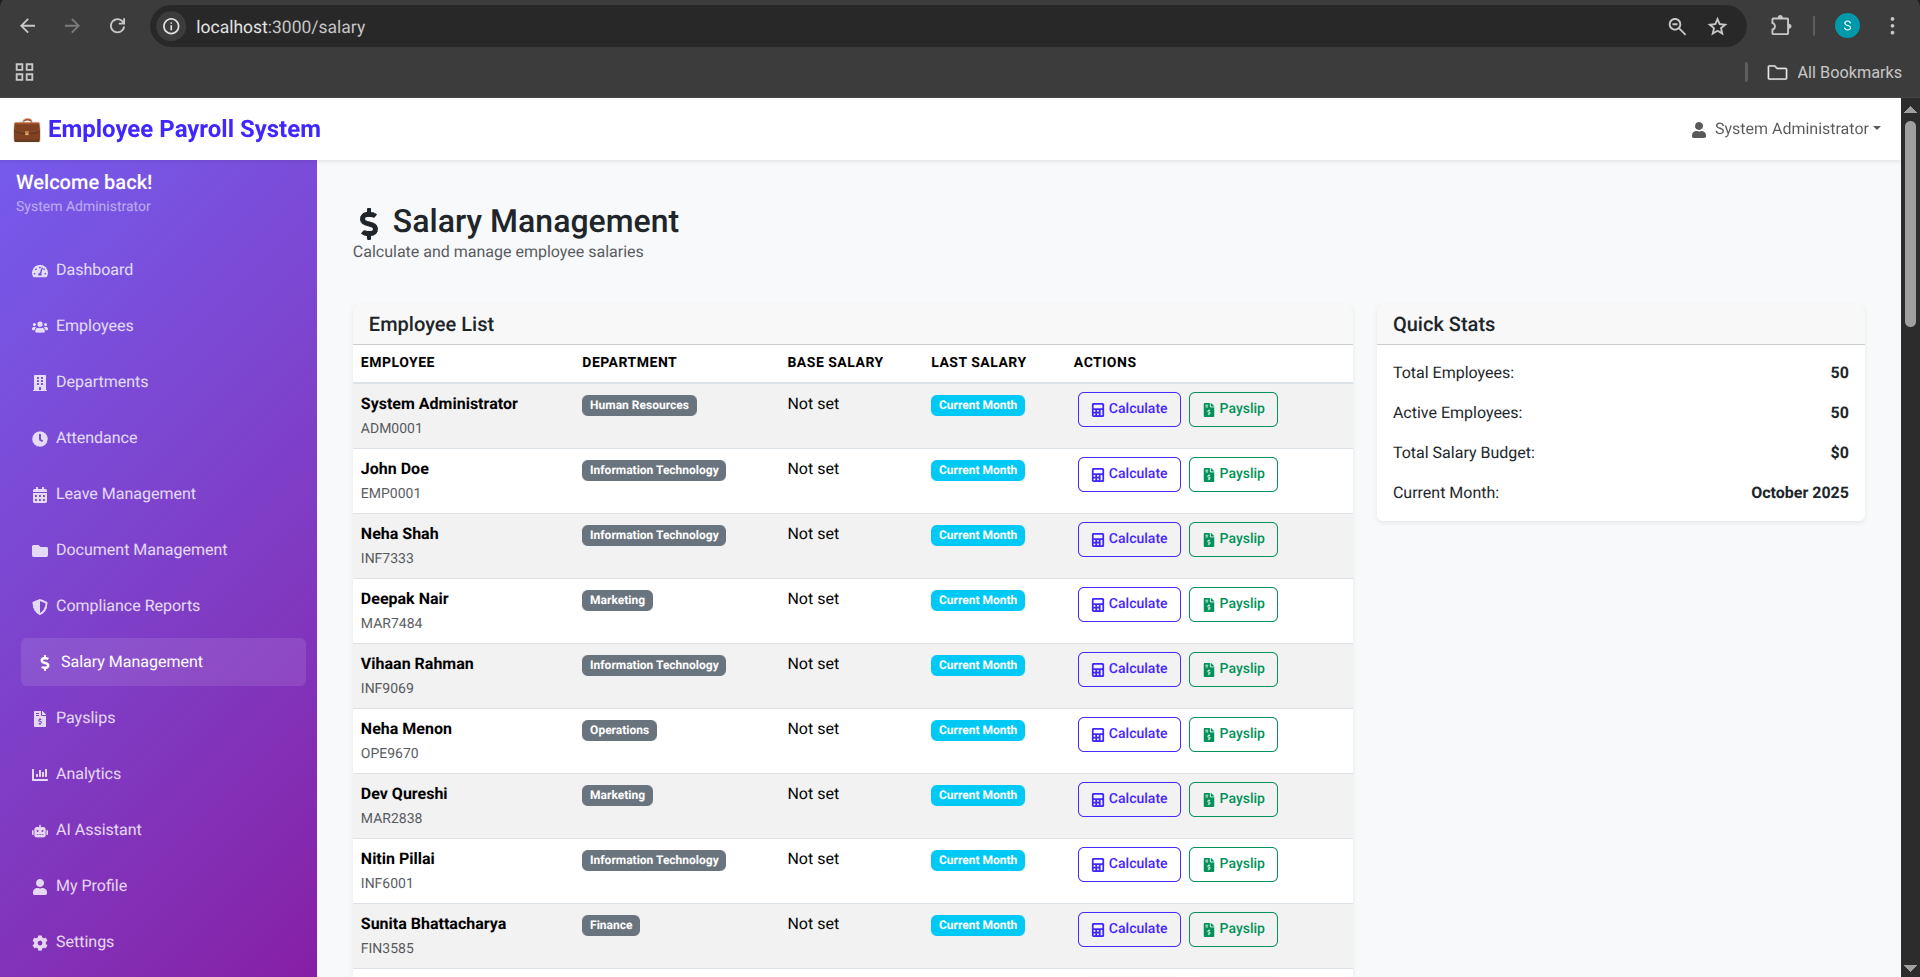 localhost:3000/salary
S
All Bookmarks
Employee Payroll System
System Administrator
Welcome back!
System Administrator
Dashboard
Employees
Departments
Attendance
Leave Management
Document Management
Compliance Reports
Salary Management
Payslips
Analytics
AI Assistant
My Profile
Settings
$ Salary Management
Calculate and manage employee salaries
Employee List
EMPLOYEE DEPARTMENT BASE SALARY LAST SALARY ACTIONS
System Administrator Human Resources Not set Current Month Calculate Payslip
ADM0001
John Doe Information Technology Not set Current Month Calculate Payslip
EMP0001
Neha Shah Information Technology Not set Current Month Calculate Payslip
INF7333
Deepak Nair Marketing Not set Current Month Calculate Payslip
MAR7484
Vihaan Rahman Information Technology Not set Current Month Calculate Payslip
INF9069
Neha Menon Operations Not set Current Month Calculate Payslip
OPE9670
Dev Qureshi Marketing Not set Current Month Calculate Payslip
MAR2838
Nitin Pillai Information Technology Not set Current Month Calculate Payslip
INF6001
Sunita Bhattacharya Finance Not set Current Month Calculate Payslip
FIN3585
Quick Stats
Total Employees: 50
Active Employees: 50
Total Salary Budget: $0
Current Month: October 2025